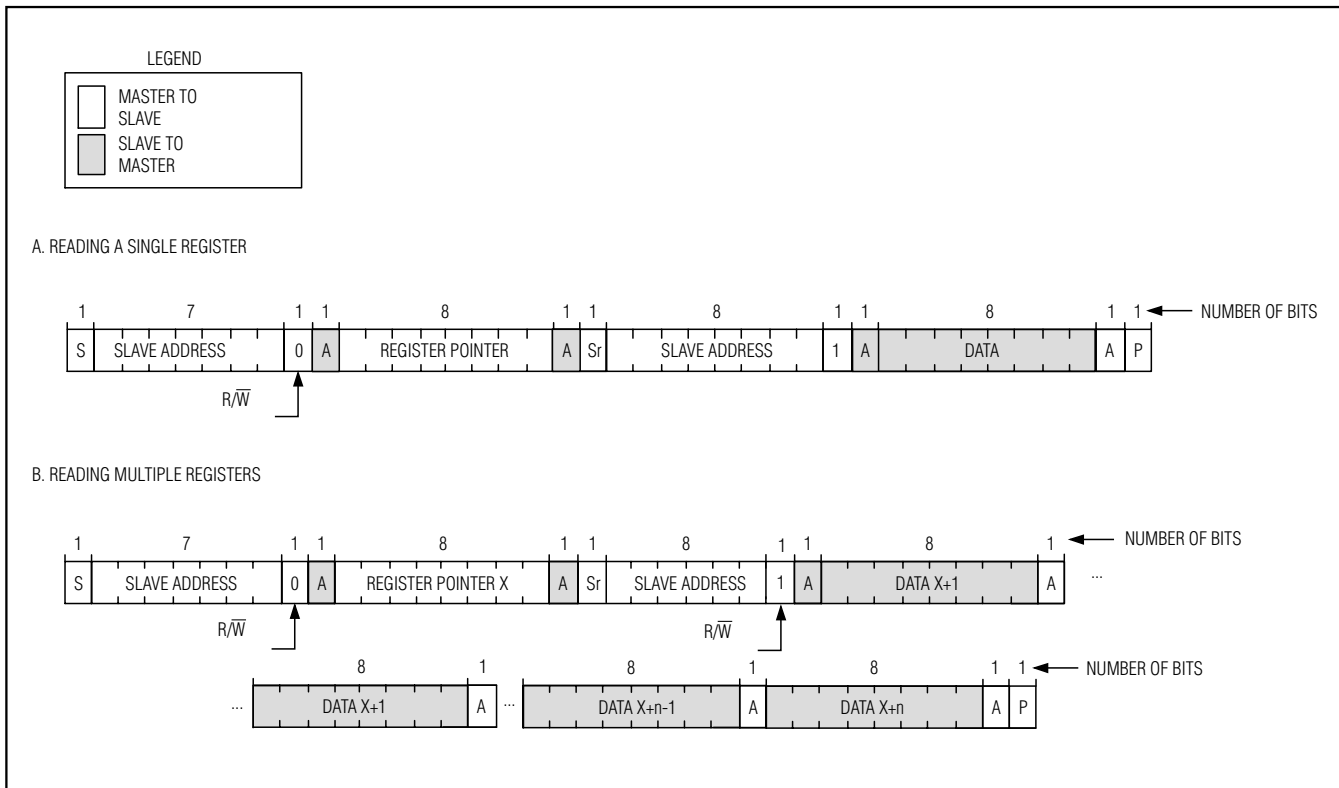 LEGEND
MASTER TO
SLAVE
SLAVE TO
MASTER
A. READING A SINGLE REGISTER
1 7 1 1 8 1 1 8 1 1 8 1 1 NUMBER OF BITS
S SLAVE ADDRESS 0 A REGISTER POINTER A Sr SLAVE ADDRESS 1 A DATA A P
R/W̅
B. READING MULTIPLE REGISTERS
1 7 1 1 8 1 1 8 1 1 8 1 NUMBER OF BITS
S SLAVE ADDRESS 0 A REGISTER POINTER X A Sr SLAVE ADDRESS 1 A DATA X+1 A ...
R/W̅ R/W̅
8 1 8 1 8 1 1 NUMBER OF BITS
... DATA X+1 A ... DATA X+n-1 A DATA X+n A P